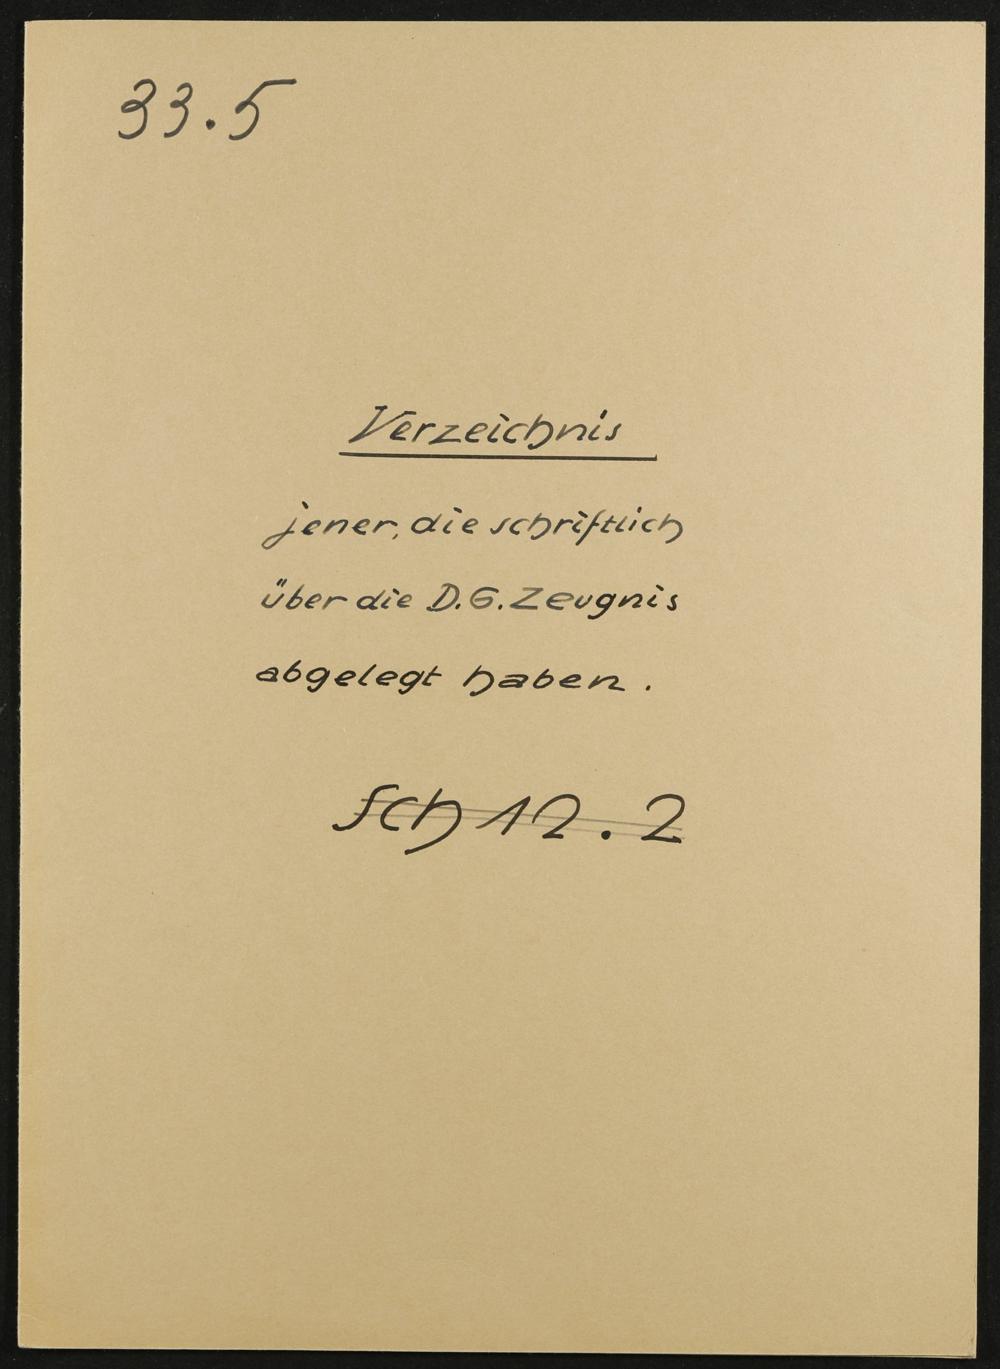 33.5
Verzeichnis
jener, die schriftlich
über die D.G. Zeugnis
abgelegt haben.
Sch 12.2